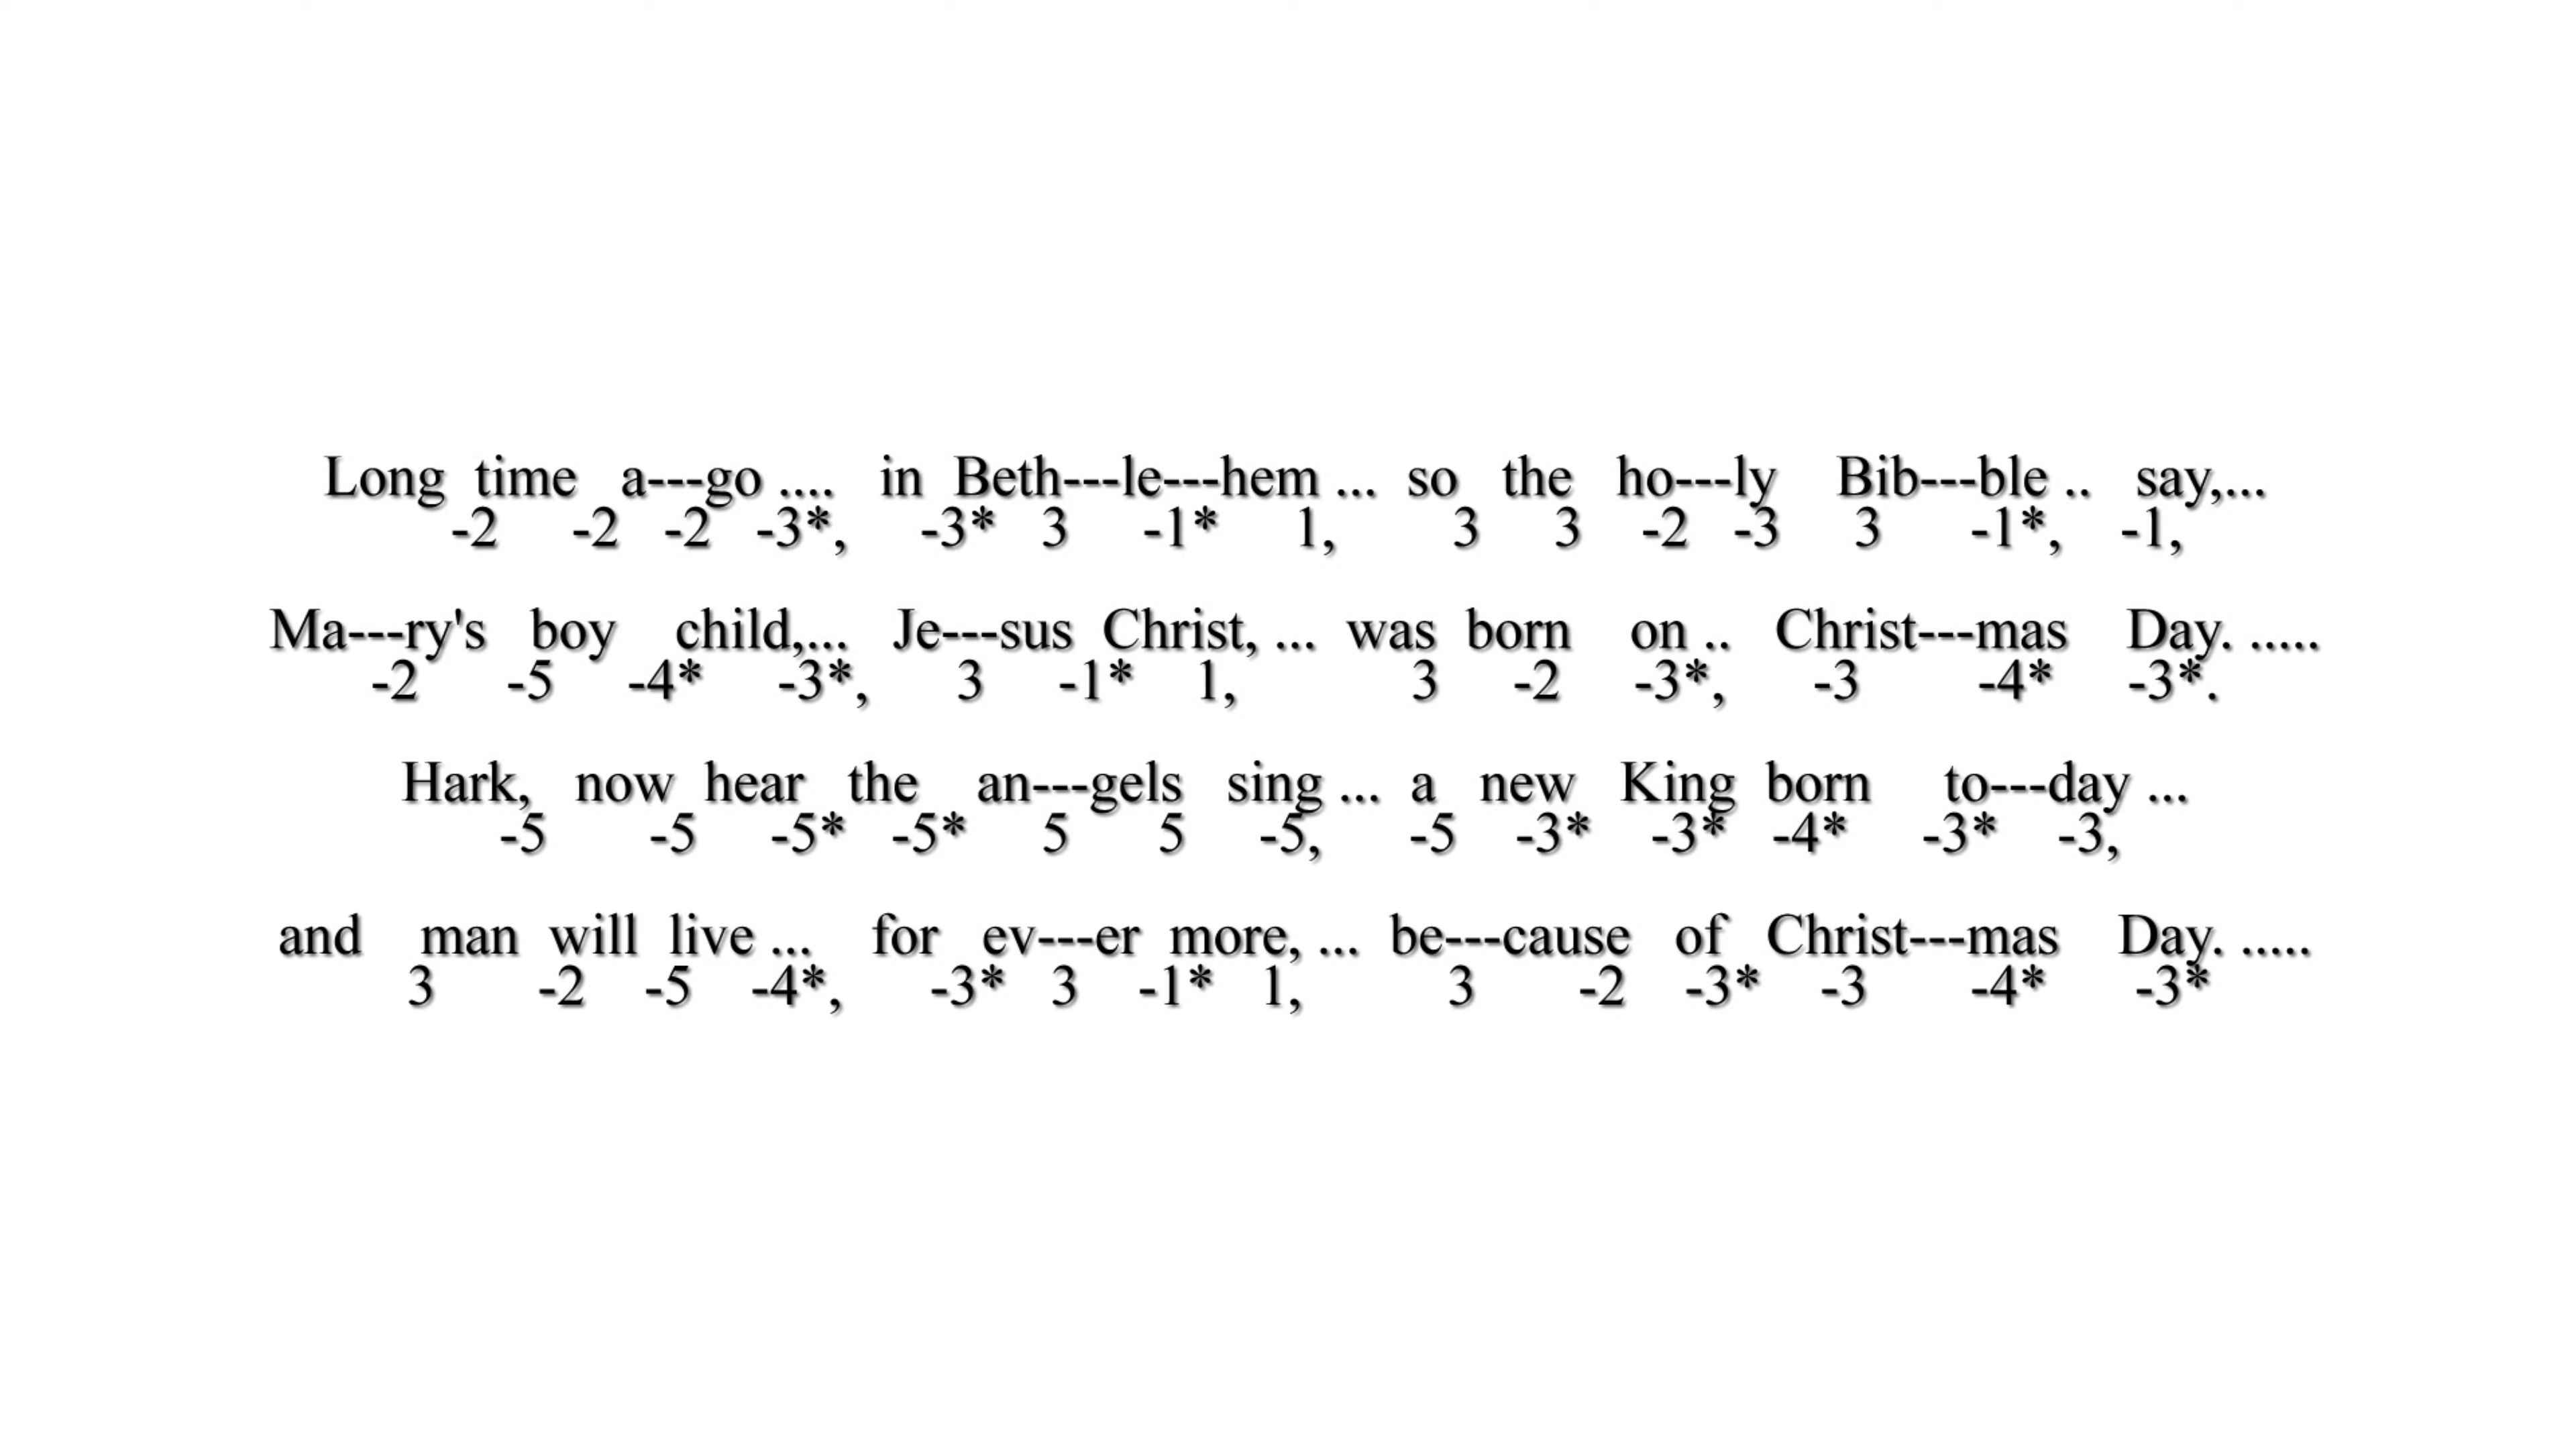 Long time a---go .... in Beth---le---hem ... so the ho---ly Bib---ble .. say,...
-2 -2 -2 -3*, -3* 3 -1* 1, 3 3 -2 -3 3 -1*, -1,
Ma---ry's boy child,... Je---sus Christ, ... was born on .. Christ---mas Day. .....
-2 -5 -4* -3*, 3 -1* 1, 3 -2 -3*, -3 -4* -3*.
Hark, now hear the an---gels sing ... a new King born to---day ...
-5 -5 -5* -5* 5 5 -5, -5 -3* -3* -4* -3* -3,
and man will live ... for ev---er more, ... be---cause of Christ---mas Day. .....
3 -2 -5 -4*, -3* 3 -1* 1, 3 -2 -3* -3 -4* -3*